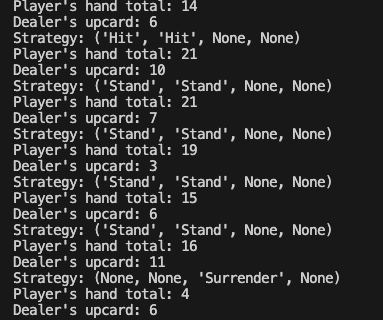 Player's hand total: 14
Dealer's upcard: 6
Strategy: ('Hit', 'Hit', None, None)
Player's hand total: 21
Dealer's upcard: 10
Strategy: ('Stand', 'Stand', None, None)
Player's hand total: 21
Dealer's upcard: 7
Strategy: ('Stand', 'Stand', None, None)
Player's hand total: 19
Dealer's upcard: 3
Strategy: ('Stand', 'Stand', None, None)
Player's hand total: 15
Dealer's upcard: 6
Strategy: ('Stand', 'Stand', None, None)
Player's hand total: 16
Dealer's upcard: 11
Strategy: (None, None, 'Surrender', None)
Player's hand total: 4
Dealer's upcard: 6